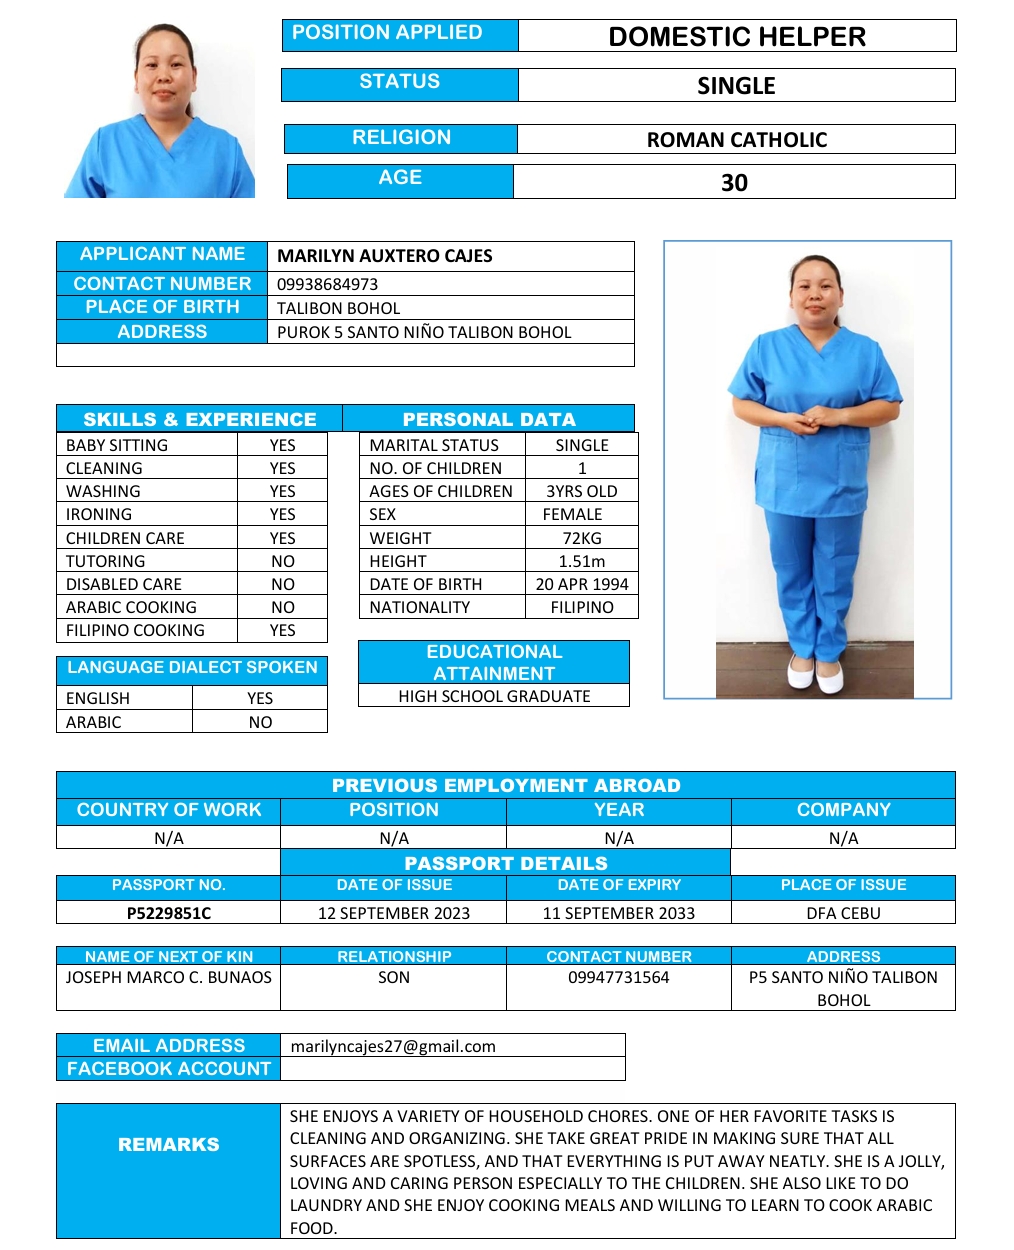 POSITION APPLIED DOMESTIC HELPER
STATUS SINGLE
RELIGION ROMAN CATHOLIC
AGE 30
APPLICANT NAME MARILYN AUXTERO CAJES
CONTACT NUMBER 09938684973
PLACE OF BIRTH TALIBON BOHOL
ADDRESS PUROK 5 SANTO NIÑO TALIBON BOHOL
SKILLS & EXPERIENCE
BABY SITTING YES
CLEANING YES
WASHING YES
IRONING YES
CHILDREN CARE YES
TUTORING NO
DISABLED CARE NO
ARABIC COOKING NO
FILIPINO COOKING YES
LANGUAGE DIALECT SPOKEN
ENGLISH YES
ARABIC NO
PERSONAL DATA
MARITAL STATUS SINGLE
NO. OF CHILDREN 1
AGES OF CHILDREN 3YRS OLD
SEX FEMALE
WEIGHT 72KG
HEIGHT 1.51m
DATE OF BIRTH 20 APR 1994
NATIONALITY FILIPINO
EDUCATIONAL
ATTAINMENT
HIGH SCHOOL GRADUATE
PREVIOUS EMPLOYMENT ABROAD
COUNTRY OF WORK POSITION YEAR COMPANY
N/A N/A N/A N/A
PASSPORT DETAILS
PASSPORT NO. DATE OF ISSUE DATE OF EXPIRY PLACE OF ISSUE
P5229851C 12 SEPTEMBER 2023 11 SEPTEMBER 2033 DFA CEBU
NAME OF NEXT OF KIN RELATIONSHIP CONTACT NUMBER ADDRESS
JOSEPH MARCO C. BUNAOS SON 09947731564 P5 SANTO NIÑO TALIBON
BOHOL
EMAIL ADDRESS marilyncajes27@gmail.com
FACEBOOK ACCOUNT
REMARKS
SHE ENJOYS A VARIETY OF HOUSEHOLD CHORES. ONE OF HER FAVORITE TASKS IS
CLEANING AND ORGANIZING. SHE TAKE GREAT PRIDE IN MAKING SURE THAT ALL
SURFACES ARE SPOTLESS, AND THAT EVERYTHING IS PUT AWAY NEATLY. SHE IS A JOLLY,
LOVING AND CARING PERSON ESPECIALLY TO THE CHILDREN. SHE ALSO LIKE TO DO
LAUNDRY AND SHE ENJOY COOKING MEALS AND WILLING TO LEARN TO COOK ARABIC
FOOD.